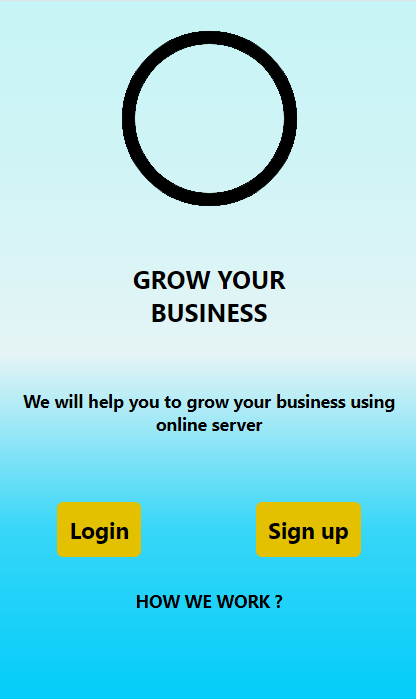 GROW YOUR
BUSINESS
We will help you to grow your business using
online server
Login
Sign up
HOW WE WORK ?